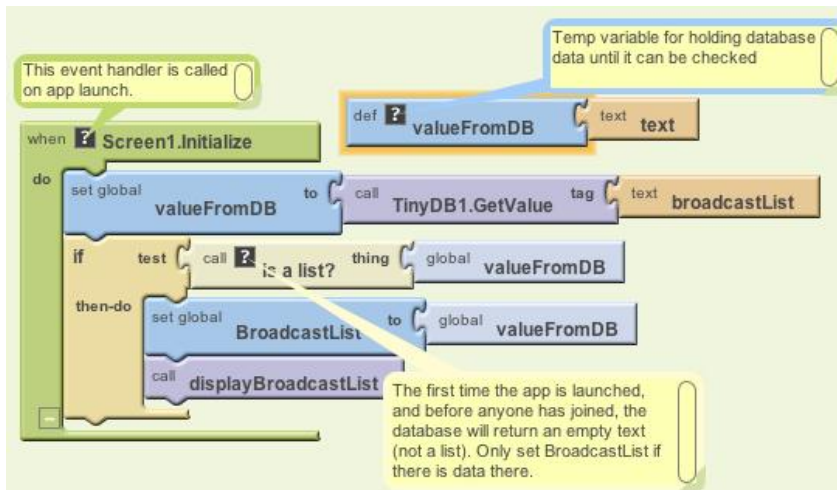 Temp variable for holding database
data until it can be checked
This event handler is called
on app launch.
def ? valueFromDB text text
when ? Screen1.Initialize
do
set global valueFromDB to call TinyDB1.GetValue tag text broadcastList
if test call ? is a list? thing global valueFromDB
then-do
set global BroadcastList to global valueFromDB
call displayBroadcastList
The first time the app is launched,
and before anyone has joined, the
database will return an empty text
(not a list). Only set BroadcastList if
there is data there.